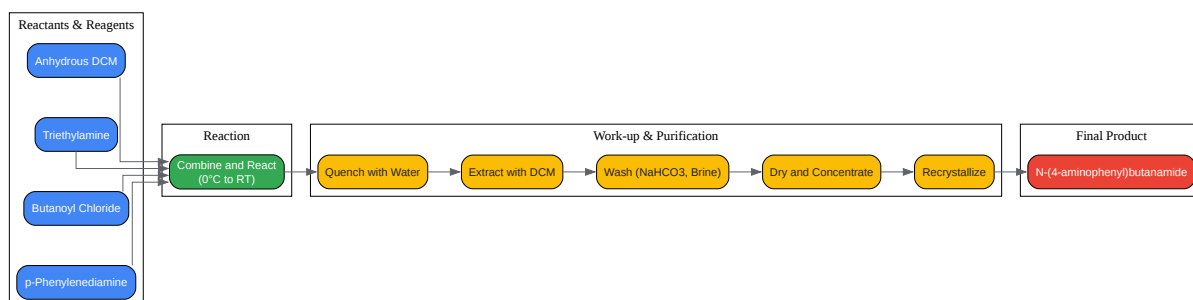 Reactants & Reagents
Anhydrous DCM
Triethylamine
Butanoyl Chloride
p-Phenylenediamine
Reaction
Combine and React
(0°C to RT)
Work-up & Purification
Quench with Water
Extract with DCM
Wash (NaHCO3, Brine)
Dry and Concentrate
Recrystallize
Final Product
N-(4-aminophenyl)butanamide